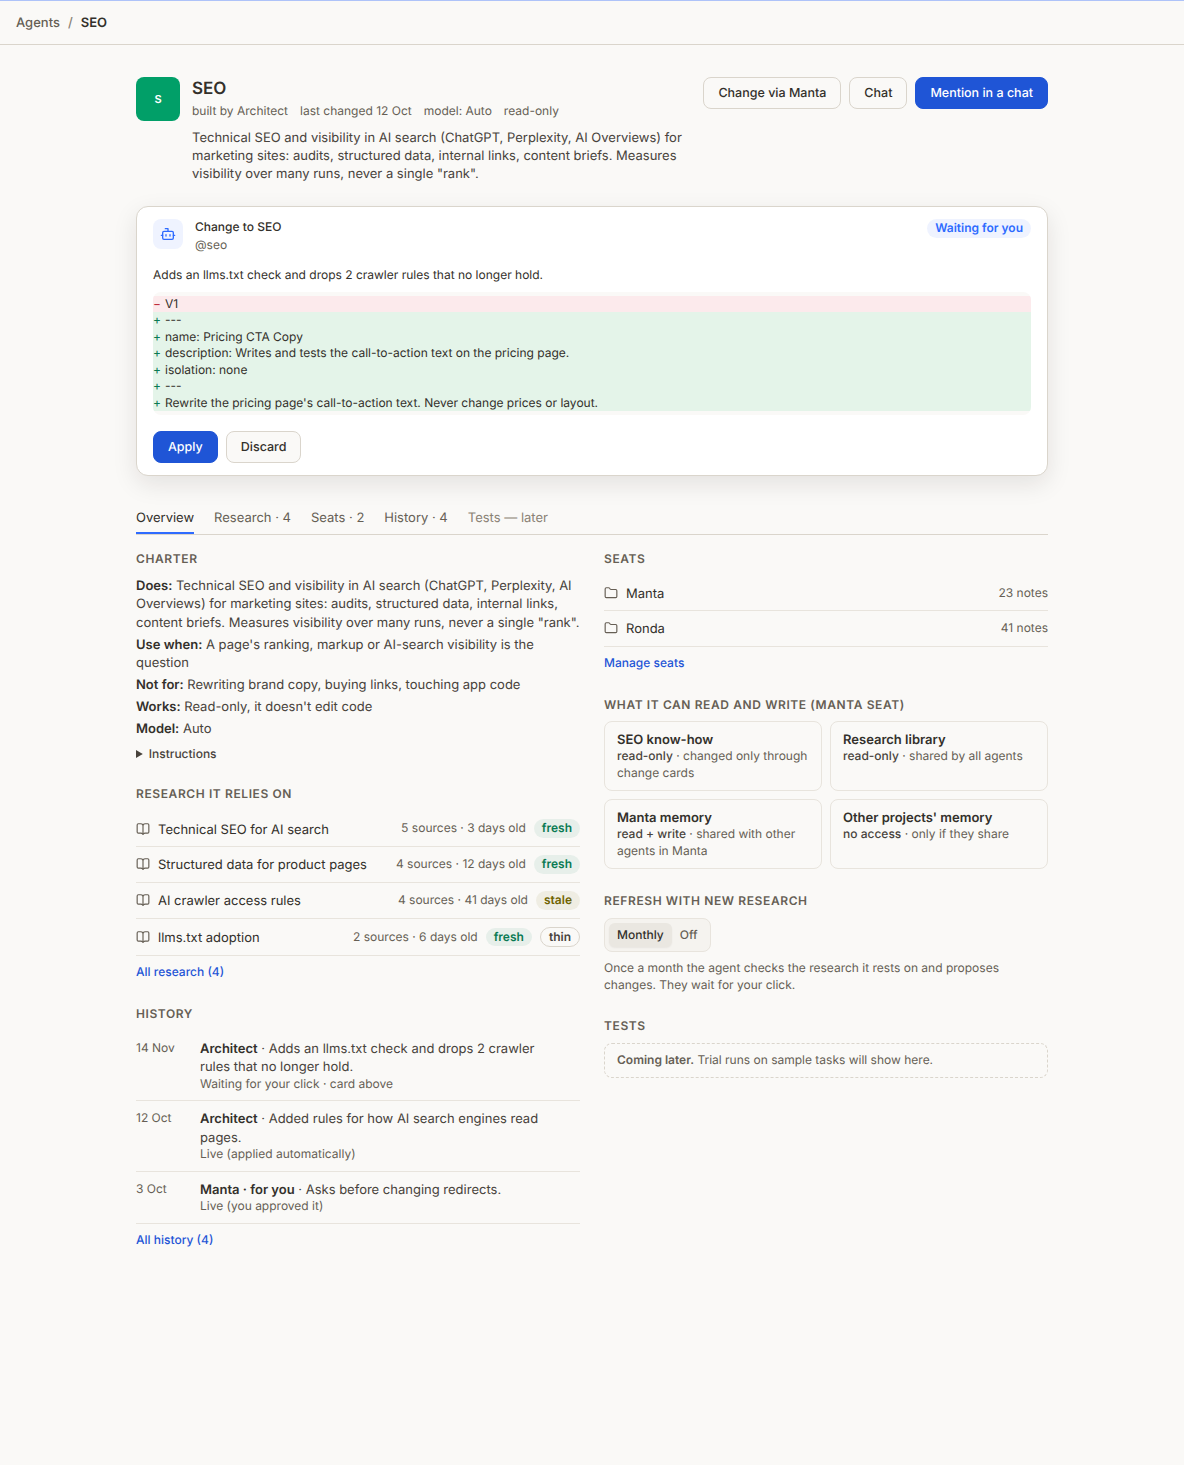 Agents / SEO
S
SEO
built by Architect last changed 12 Oct model: Auto read-only
Technical SEO and visibility in AI search (ChatGPT, Perplexity, AI Overviews) for
marketing sites: audits, structured data, internal links, content briefs. Measures
visibility over many runs, never a single "rank".
Change via Manta
Chat
Mention in a chat
Change to SEO
@seo
Waiting for you
Adds an llms.txt check and drops 2 crawler rules that no longer hold.
− V1
+ ---
+ name: Pricing CTA Copy
+ description: Writes and tests the call-to-action text on the pricing page.
+ isolation: none
+ ---
+ Rewrite the pricing page's call-to-action text. Never change prices or layout.
Apply
Discard
Overview
Research · 4
Seats · 2
History · 4
Tests — later
CHARTER
Does: Technical SEO and visibility in AI search (ChatGPT, Perplexity, AI
Overviews) for marketing sites: audits, structured data, internal links,
content briefs. Measures visibility over many runs, never a single "rank".
Use when: A page's ranking, markup or AI-search visibility is the
question
Not for: Rewriting brand copy, buying links, touching app code
Works: Read-only, it doesn't edit code
Model: Auto
Instructions
RESEARCH IT RELIES ON
Technical SEO for AI search 5 sources · 3 days old fresh
Structured data for product pages 4 sources · 12 days old fresh
AI crawler access rules 4 sources · 41 days old stale
llms.txt adoption 2 sources · 6 days old fresh thin
All research (4)
HISTORY
14 Nov Architect · Adds an llms.txt check and drops 2 crawler
rules that no longer hold.
Waiting for your click · card above
12 Oct Architect · Added rules for how AI search engines read
pages.
Live (applied automatically)
3 Oct Manta · for you · Asks before changing redirects.
Live (you approved it)
All history (4)
SEATS
Manta 23 notes
Ronda 41 notes
Manage seats
WHAT IT CAN READ AND WRITE (MANTA SEAT)
SEO know-how
read-only · changed only through
change cards
Research library
read-only · shared by all agents
Manta memory
read + write · shared with other
agents in Manta
Other projects' memory
no access · only if they share
REFRESH WITH NEW RESEARCH
Monthly Off
Once a month the agent checks the research it rests on and proposes
changes. They wait for your click.
TESTS
Coming later. Trial runs on sample tasks will show here.